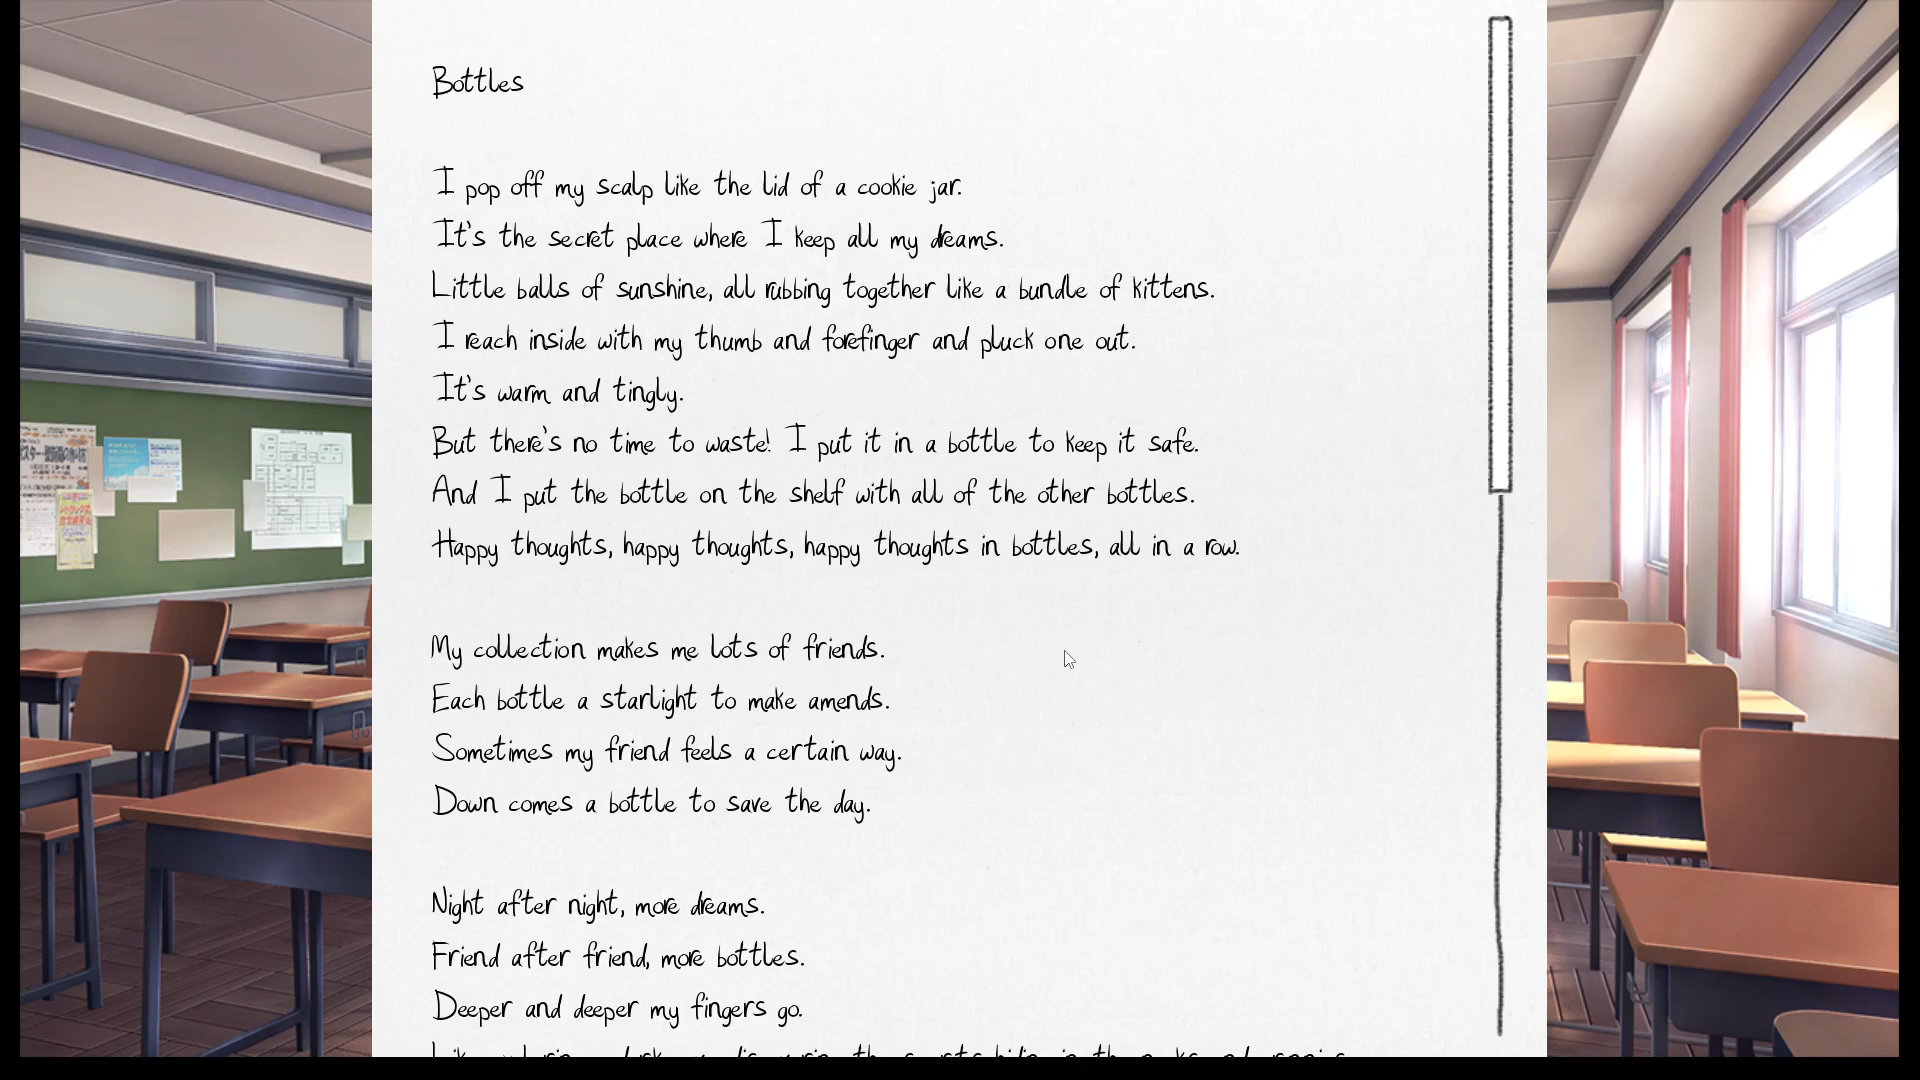 Bottles
I pop off my scalp like the lid of a cookie jar.
It's the secret place where I keep all my dreams.
Little balls of sunshine, all rubbing together like a bundle of kittens.
I reach inside with my thumb and forefinger and pluck one out.
It's warm and tingly.
But there's no time to waste! I put it in a bottle to keep it safe.
And I put the bottle on the shelf with all of the other bottles.
Happy thoughts, happy thoughts, happy thoughts in bottles, all in a row.
My collection makes me lots of friends.
Each bottle a starlight to make amends.
Sometimes my friend feels a certain way.
Down comes a bottle to save the day.
Night after night, more dreams.
Friend after friend, more bottles.
Deeper and deeper my fingers go.